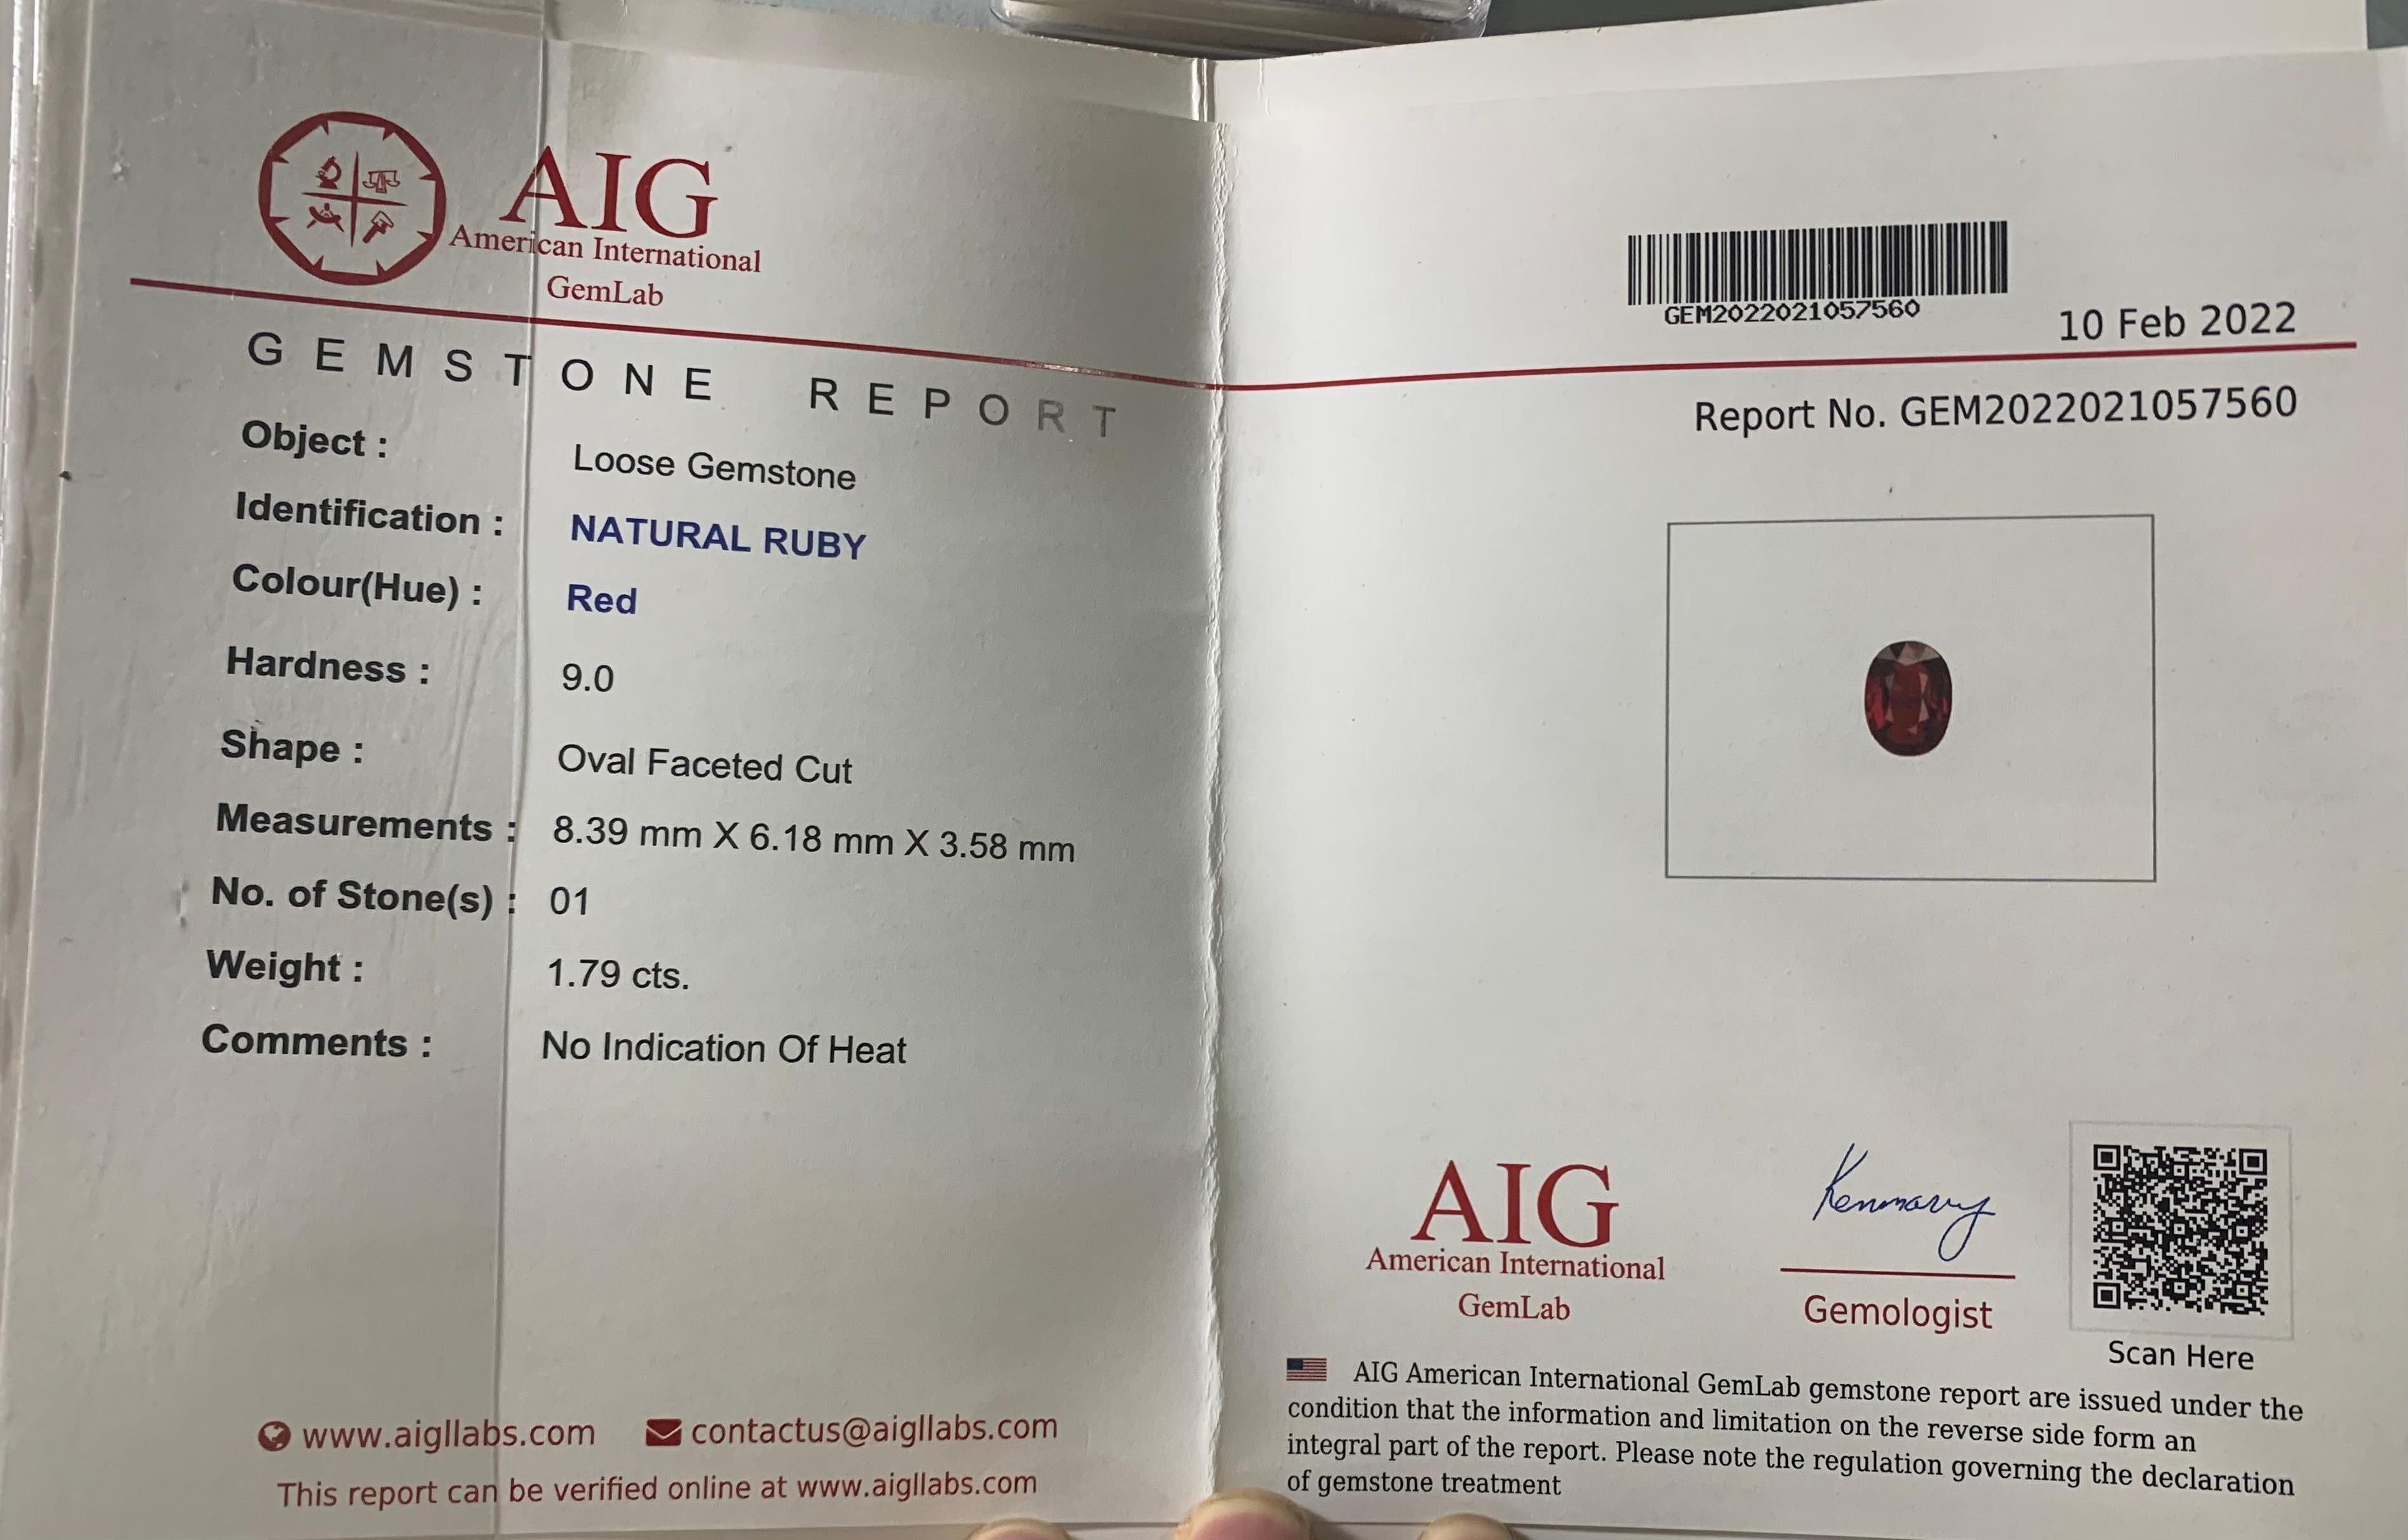 AIG
American International
GemLab
GEMSTONE REPORT
Object : Loose Gemstone
Identification : NATURAL RUBY
Colour(Hue) : Red
Hardness : 9.0
Shape : Oval Faceted Cut
Measurements : 8.39 mm X 6.18 mm X 3.58 mm
No. of Stone(s) : 01
Weight : 1.79 cts.
Comments : No Indication Of Heat
www.aigllabs.com contactus@aigllabs.com
This report can be verified online at www.aigllabs.com
GEM2022021057560
10 Feb 2022
Report No. GEM2022021057560
AIG
American International
GemLab
Gemologist
Scan Here
AIG American International GemLab gemstone report are issued under the
condition that the information and limitation on the reverse side form an
integral part of the report. Please note the regulation governing the declaration
of gemstone treatment